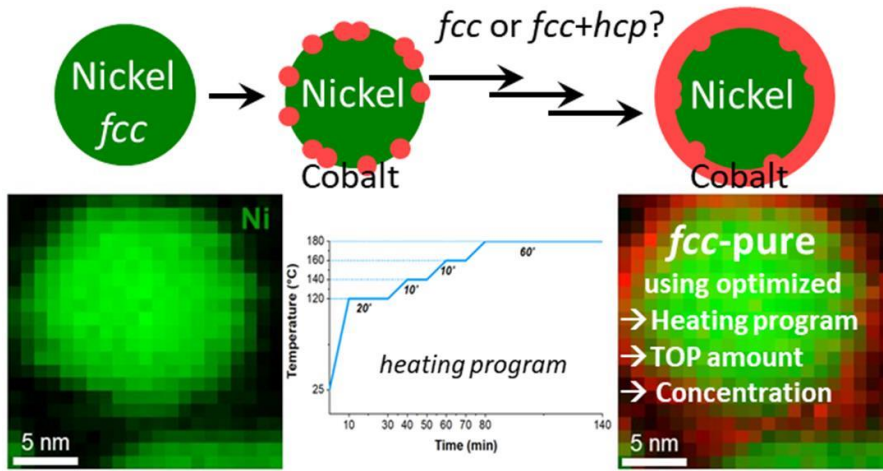 fcc or fcc+hcp?
Nickel
fcc
Nickel
Cobalt
Nickel
Cobalt
Ni
5 nm
Temperature (°C)
180
160
140
120
25
20'
10'
10'
60'
heating program
10
30
40
50
60
70
80
140
Time (min)
fcc-pure
using optimized
→Heating program
→TOP amount
→ Concentration
5 nm